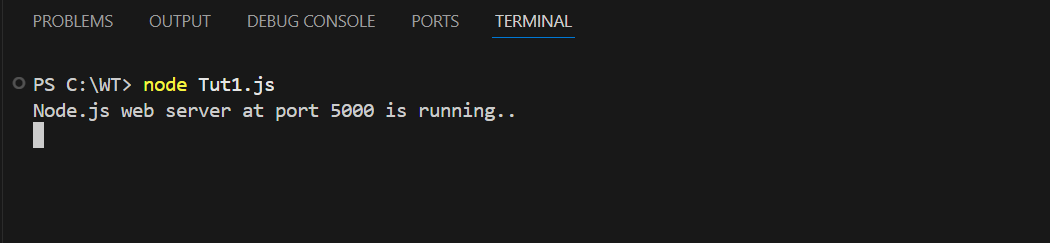 PROBLEMS OUTPUT DEBUG CONSOLE PORTS TERMINAL
PS C:\WT> node Tut1.js
Node.js web server at port 5000 is running..